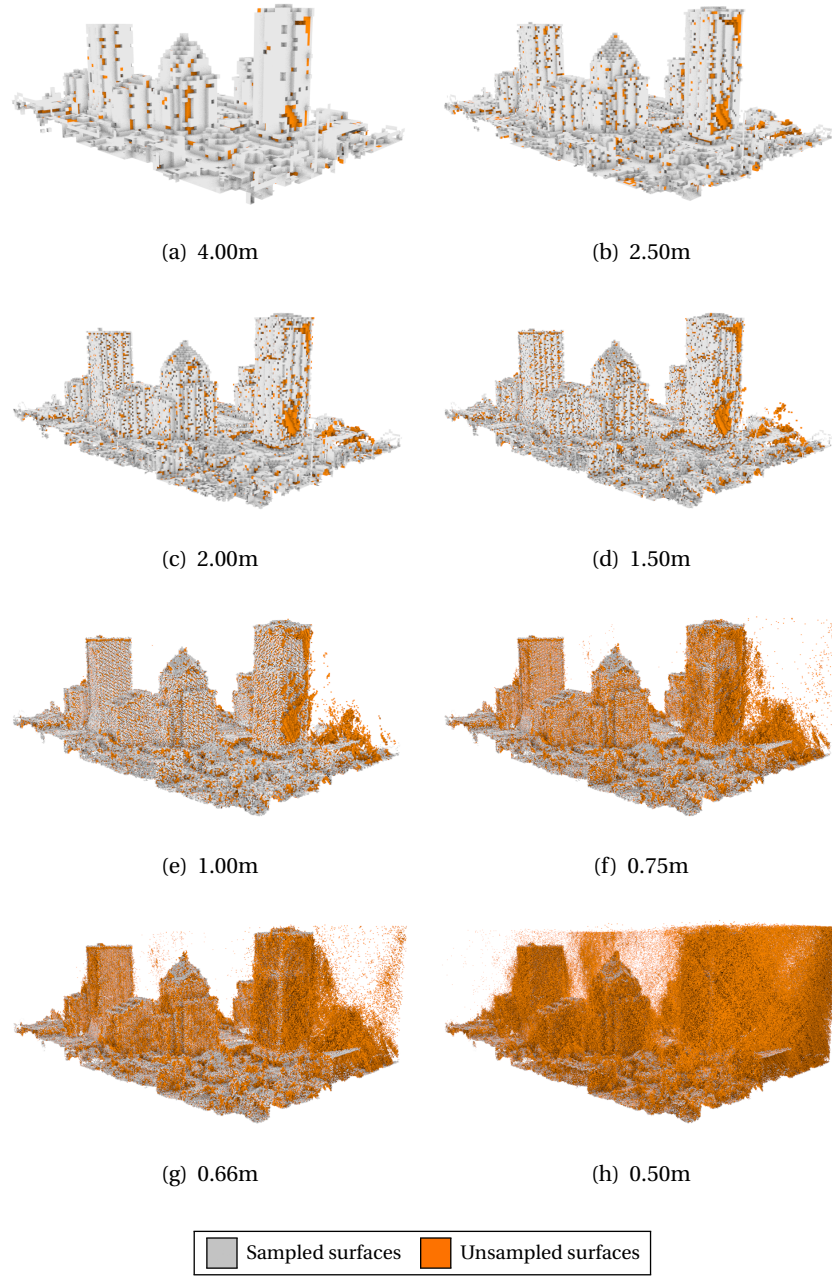 (a) 4.00m
(b) 2.50m
(c) 2.00m
(d) 1.50m
(e) 1.00m
(f) 0.75m
(g) 0.66m
(h) 0.50m
Sampled surfaces
Unsampled surfaces